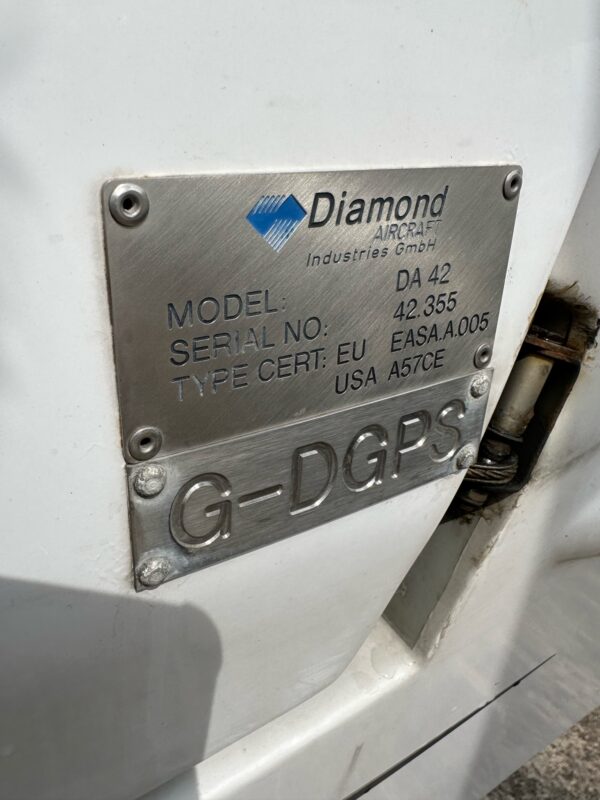 Diamond
AIRCRAFT
Industries GmbH
MODEL: DA 42
SERIAL NO: 42.355
TYPE CERT: EU EASA.A.005
USA A57CE
G-DGPS